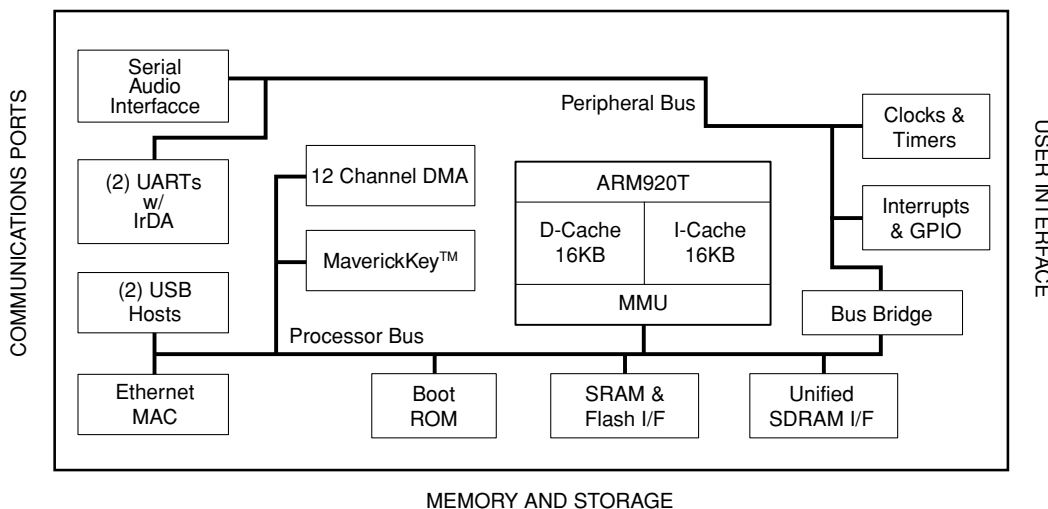 COMMUNICATIONS PORTS
Serial
Audio
Interfacce
Peripheral Bus
Clocks &
Timers
(2) UARTs
w/
IrDA
12 Channel DMA
ARM920T
D-Cache
16KB
I-Cache
16KB
MMU
Interrupts
& GPIO
MaverickKey™
(2) USB
Hosts
Processor Bus
Bus Bridge
Ethernet
MAC
Boot
ROM
SRAM &
Flash I/F
Unified
SDRAM I/F
USER INTERFACE
MEMORY AND STORAGE